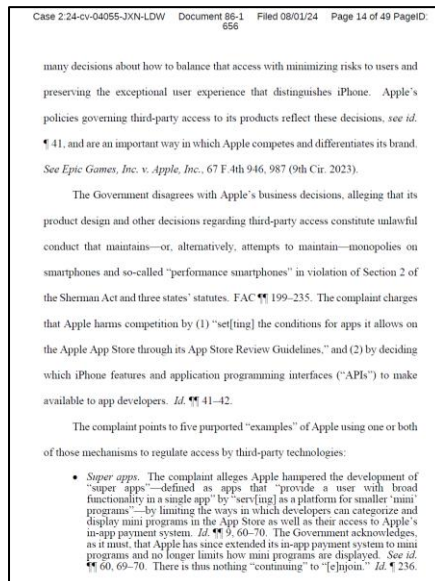 Case 2:24-cv-04055-JXN-LDW Document 86-1 Filed 08/01/24 Page 14 of 49 PageID:
656
many decisions about how to balance that access with minimizing risks to users and
preserving the exceptional user experience that distinguishes iPhone. Apple's
policies governing third-party access to its products reflect these decisions, see id.
¶ 41, and are an important way in which Apple competes and differentiates its brand.
See Epic Games, Inc. v. Apple, Inc., 67 F.4th 946, 987 (9th Cir. 2023).
The Government disagrees with Apple's business decisions, alleging that its
product design and other decisions regarding third-party access constitute unlawful
conduct that maintains—or, alternatively, attempts to maintain—monopolies on
smartphones and so-called "performance smartphones" in violation of Section 2 of
the Sherman Act and three states' statutes. FAC ¶¶ 199–235. The complaint charges
that Apple harms competition by (1) "set[ting] the conditions for apps it allows on
the Apple App Store through its App Store Review Guidelines," and (2) by deciding
which iPhone features and application programming interfaces ("APIs") to make
available to app developers. Id. ¶¶ 41–42.
The complaint points to five purported "examples" of Apple using one or both
of those mechanisms to regulate access by third-party technologies:
• Super apps. The complaint alleges Apple hampered the development of
"super apps"—defined as apps that "provide a user with broad
functionality in a single app" by "serv[ing] as a platform for smaller 'mini'
programs"—by limiting the ways in which developers can categorize and
display mini programs in the App Store as well as their access to Apple's
in-app payment system. Id. ¶¶ 9, 60–70. The Government acknowledges,
as it must, that Apple has since extended its in-app payment system to mini
programs and no longer limits how mini programs are displayed. See id.
¶¶ 60, 69–70. There is thus nothing "continuing" to "[e]njoin." Id. ¶ 236.